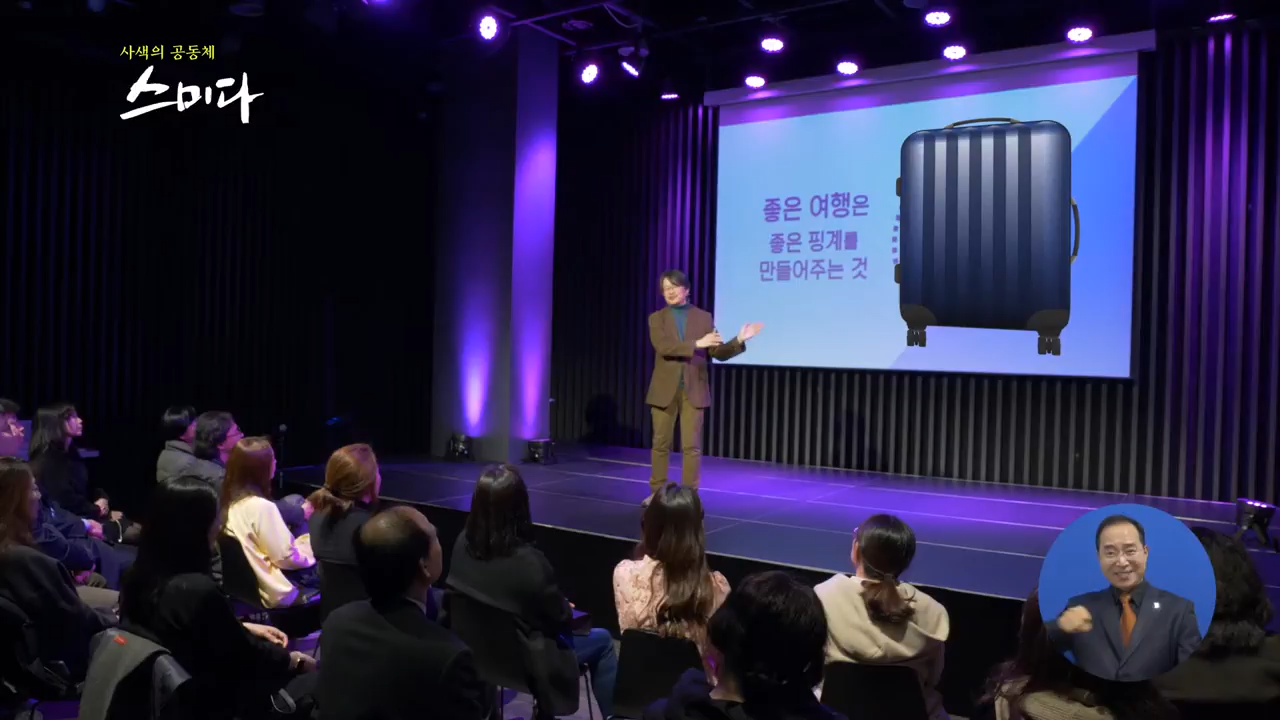 사색의 공동체
스미다
좋은 여행은
좋은 핑계를
만들어주는 것